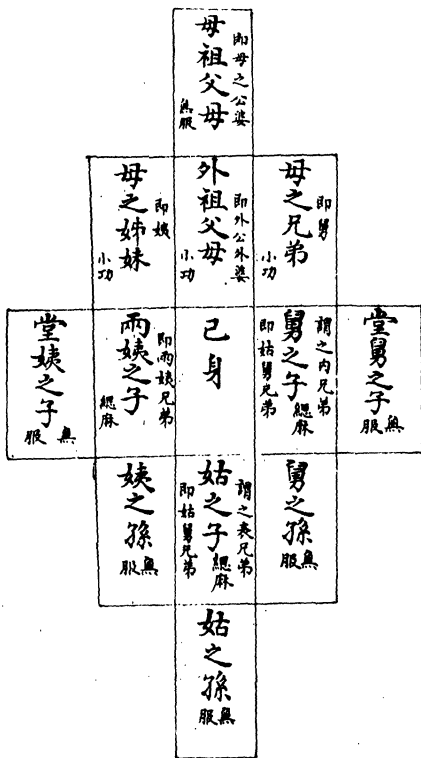 即母之公婆
母祖父母
無服
即舅
母之兄弟
小功
即外公外婆
外祖父母
小功
即姨
母之姊妹
小功
堂舅之子
無服
謂之內兄弟
舅之子
緦麻
即姑舅兄弟
己身
兩姨之子
即兩姨兄弟
緦麻
堂姨之子
無服
舅之孫
無服
謂之表兄弟
姑之子
緦麻
即姑舅兄弟
姨之孫
無服
姑之孫
無服